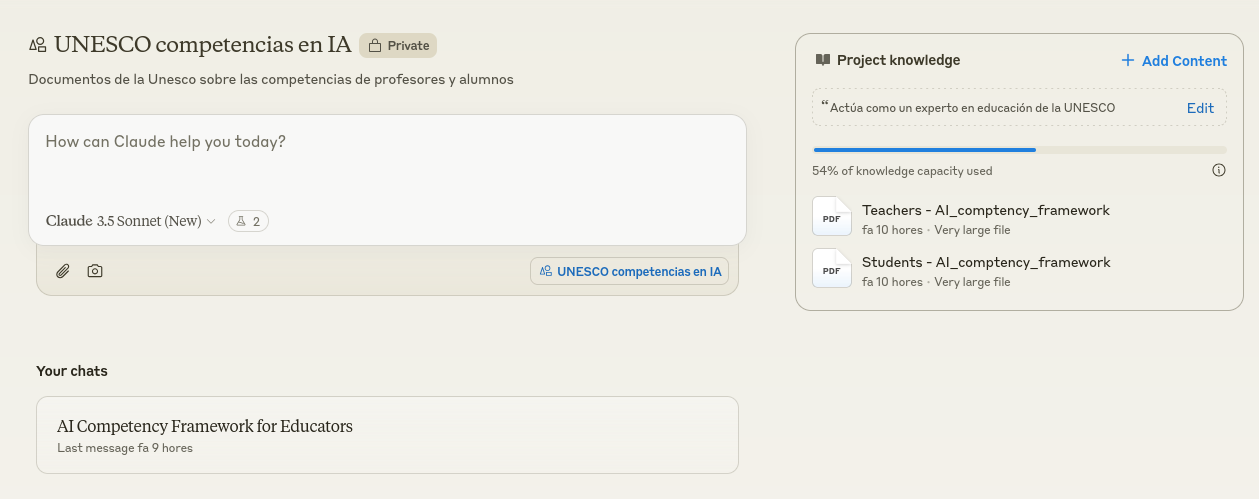 UNESCO competencias en IA
Private
Documentos de la Unesco sobre las competencias de profesores y alumnos
How can Claude help you today?
Claude 3.5 Sonnet (New)
2
UNESCO competencias en IA
Your chats
AI Competency Framework for Educators
Last message fa 9 hores
Project knowledge
Add Content
“Actúa como un experto en educación de la UNESCO
Edit
54% of knowledge capacity used
PDF
Teachers - AI_comptency_framework
fa 10 hores · Very large file
PDF
Students - AI_comptency_framework
fa 10 hores · Very large file